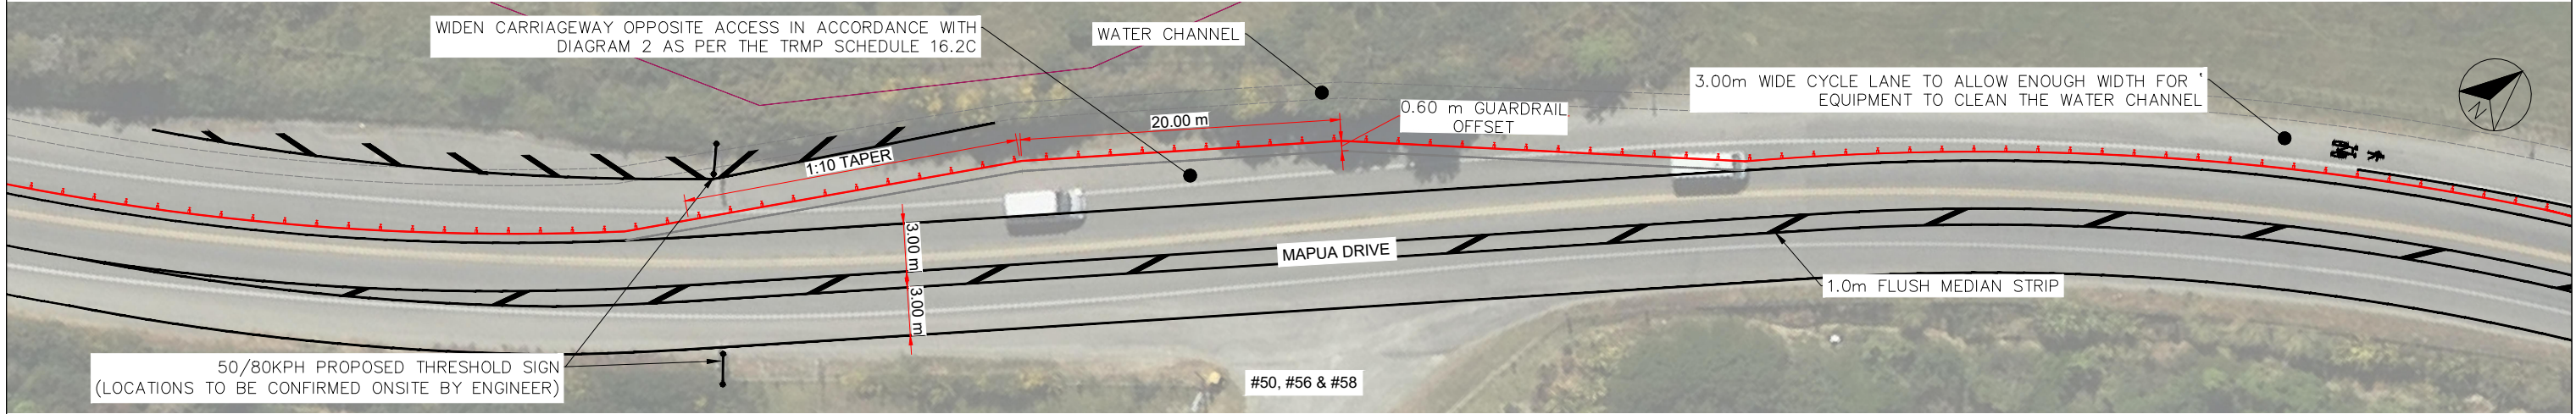 WIDEN CARRIAGEWAY OPPOSITE ACCESS IN ACCORDANCE WITH
DIAGRAM 2 AS PER THE TRMP SCHEDULE 16.2C
WATER CHANNEL
3.00m WIDE CYCLE LANE TO ALLOW ENOUGH WIDTH FOR '
EQUIPMENT TO CLEAN THE WATER CHANNEL
N
0.60 m GUARDRAIL
OFFSET
20.00 m
1:10 TAPER
3.00 m
3.00 m
MAPUA DRIVE
1.0m FLUSH MEDIAN STRIP
50/80KPH PROPOSED THRESHOLD SIGN
(LOCATIONS TO BE CONFIRMED ONSITE BY ENGINEER)
#50, #56 & #58